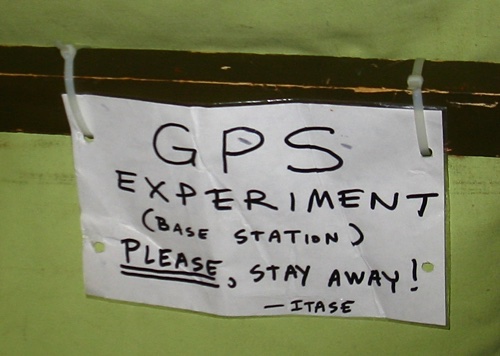 GPS
EXPERIMENT
(BASE STATION)
PLEASE, STAY AWAY!
—ITASE